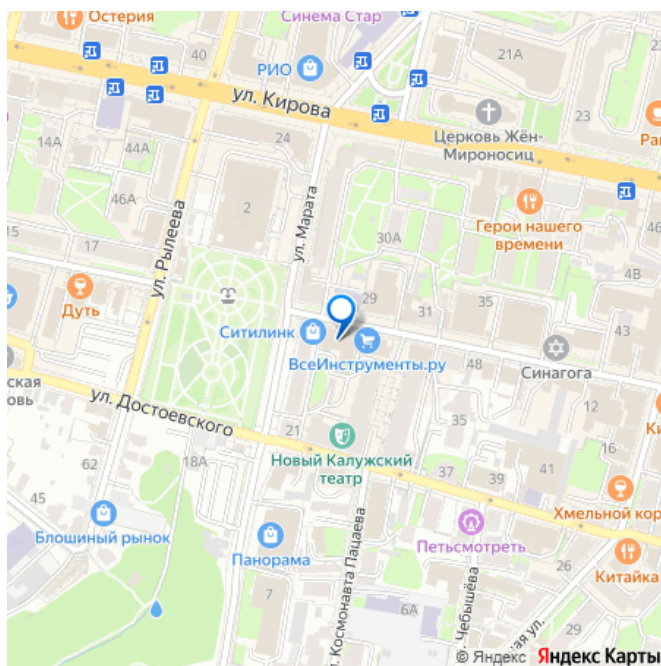 Остерия
Синема Стар
40
21А
РИО
ул. Кирова
23
14А
44А
24
Церковь Жён-
Мироносиц
46А
2
ул. Марата
Герои нашего
времени
30А
15
17
ул. Рылеева
4В
Дуть
29
31
35
43
Ситилинк
ВсеИнструменты.ру
48
Синагога
ул. Достоевского
12
21
35
16
Новый Калужский
театр
62
18А
37
39
41
45
Хмельной кор
Блошиный рынок
Панорама
Петьсмотреть
26
Китайка
7
ул. Космонавта Пацаева
6А
. Чебышёва
ная ул.
29
© Яндекс Яндекс Карты